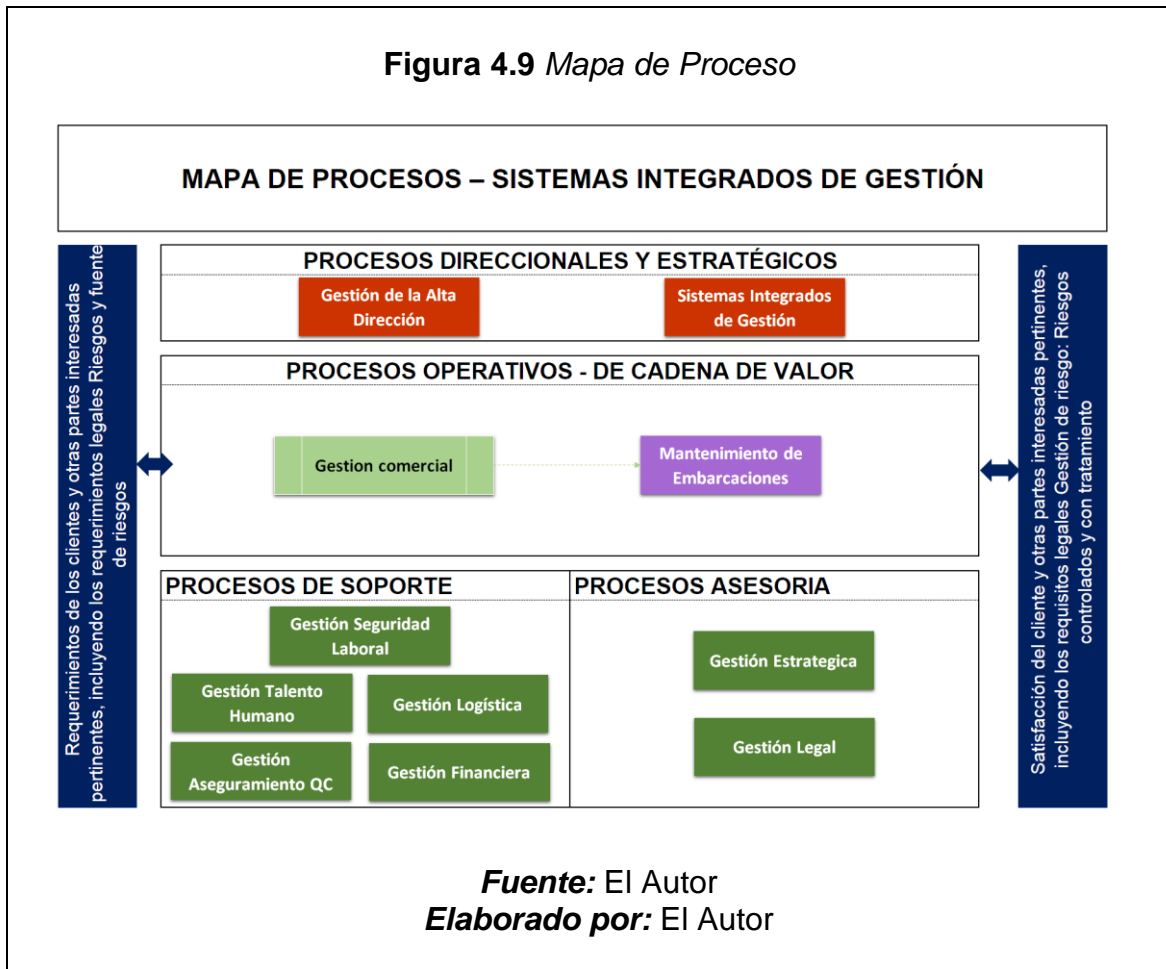 Figura 4.9 Mapa de Proceso
MAPA DE PROCESOS – SISTEMAS INTEGRADOS DE GESTIÓN
Requerimientos de los clientes y otras partes interesadas
pertinentes, incluyendo los requerimientos legales Riesgos y fuente
de riesgos
PROCESOS DIRECCIONALES Y ESTRATÉGICOS
Gestión de la Alta
Dirección
Sistemas Integrados
de Gestión
PROCESOS OPERATIVOS - DE CADENA DE VALOR
Gestion comercial
Mantenimiento de
Embarcaciones
PROCESOS DE SOPORTE
Gestión Seguridad
Laboral
Gestión Talento
Humano
Gestión Logística
Gestión
Aseguramiento QC
Gestión Financiera
PROCESOS ASESORIA
Gestión Estrategica
Gestión Legal
Satisfacción del cliente y otras partes interesadas pertinentes,
incluyendo los requisitos legales Gestión de riesgo: Riesgos
controlados y con tratamiento
Fuente: El Autor
Elaborado por: El Autor